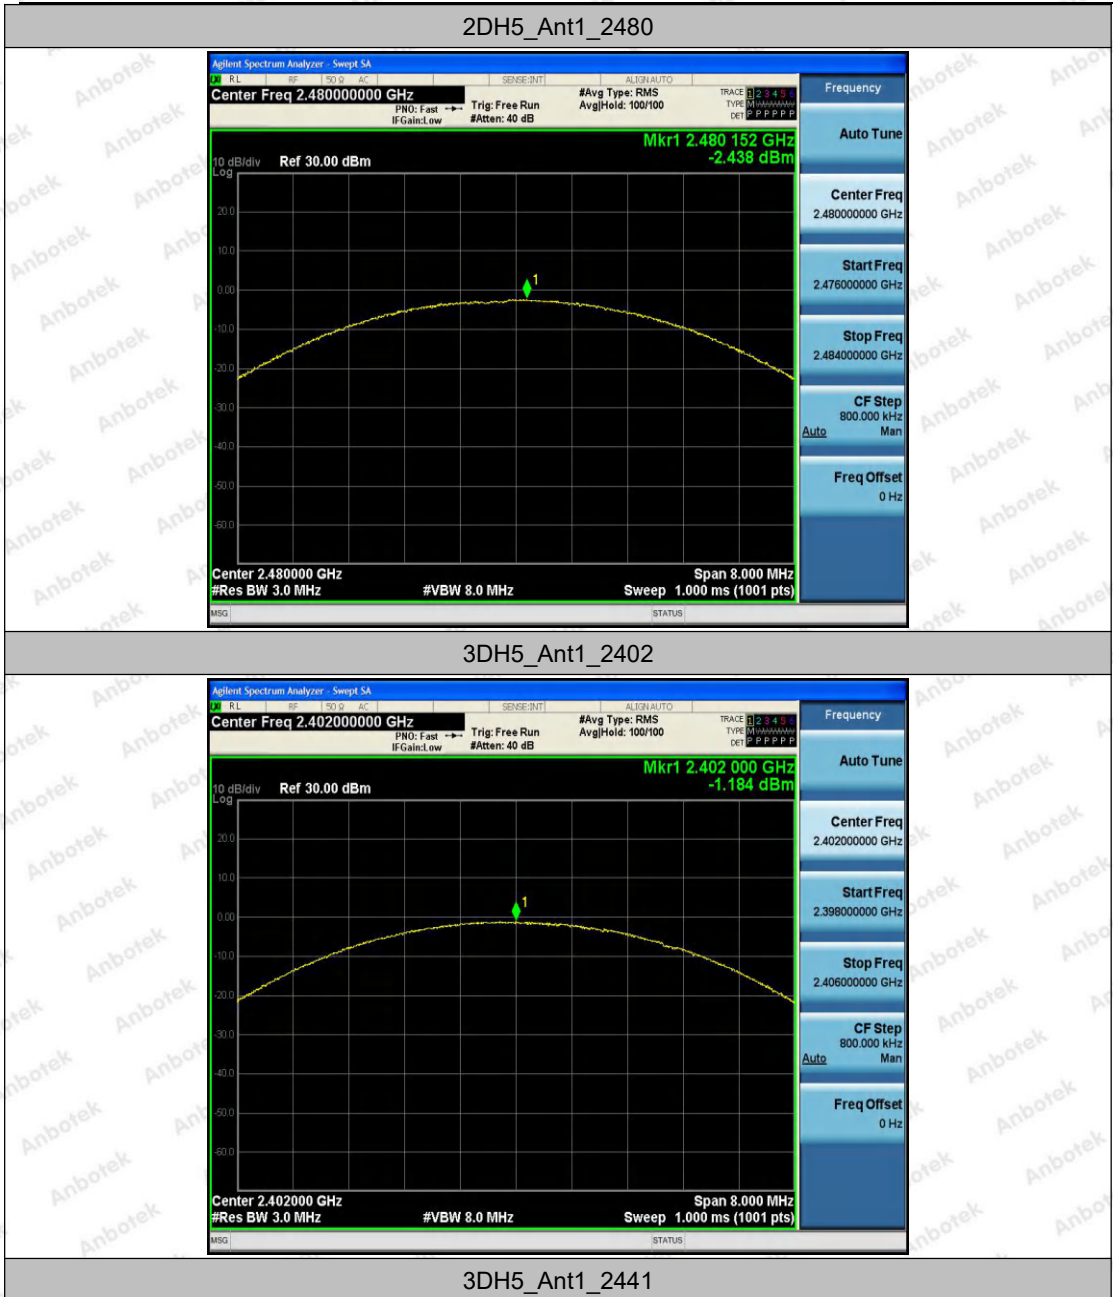 2DH5_Ant1_2480
Agilent Spectrum Analyzer - Swept SA
RL RF 50 Ω AC SENSE:INT ALIGN AUTO
Center Freq 2.480000000 GHz
PNO: Fast
IFGain:Low
Trig: Free Run
#Atten: 40 dB
#Avg Type: RMS
Avg|Hold: 100/100
TRACE 1 2 3 4 5 6
TYPE M
DET P P P P P P
Mkr1 2.480 152 GHz
-2.438 dBm
10 dB/div Ref 30.00 dBm
Log
20.0
10.0
0.00
-10.0
-20.0
-30.0
-40.0
-50.0
-60.0
1
Center 2.480000 GHz
Span 8.000 MHz
#Res BW 3.0 MHz
#VBW 8.0 MHz
Sweep 1.000 ms (1001 pts)
MSG
STATUS
Frequency
Auto Tune
Center Freq
2.480000000 GHz
Start Freq
2.476000000 GHz
Stop Freq
2.484000000 GHz
CF Step
800.000 kHz
Auto Man
Freq Offset
0 Hz
3DH5_Ant1_2402
Agilent Spectrum Analyzer - Swept SA
RL RF 50 Ω AC SENSE:INT ALIGN AUTO
Center Freq 2.402000000 GHz
PNO: Fast
IFGain:Low
Trig: Free Run
#Atten: 40 dB
#Avg Type: RMS
Avg|Hold: 100/100
TRACE 1 2 3 4 5 6
TYPE M
DET P P P P P P
Mkr1 2.402 000 GHz
-1.184 dBm
10 dB/div Ref 30.00 dBm
Log
20.0
10.0
0.00
-10.0
-20.0
-30.0
-40.0
-50.0
-60.0
1
Center 2.402000 GHz
Span 8.000 MHz
#Res BW 3.0 MHz
#VBW 8.0 MHz
Sweep 1.000 ms (1001 pts)
MSG
STATUS
Frequency
Auto Tune
Center Freq
2.402000000 GHz
Start Freq
2.398000000 GHz
Stop Freq
2.406000000 GHz
CF Step
800.000 kHz
Auto Man
Freq Offset
0 Hz
3DH5_Ant1_2441
Anbotek